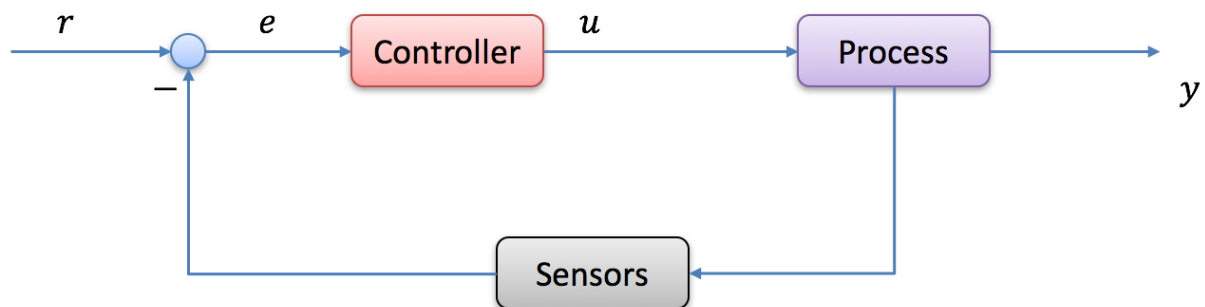 r
e
Controller
u
Process
−
y
Sensors